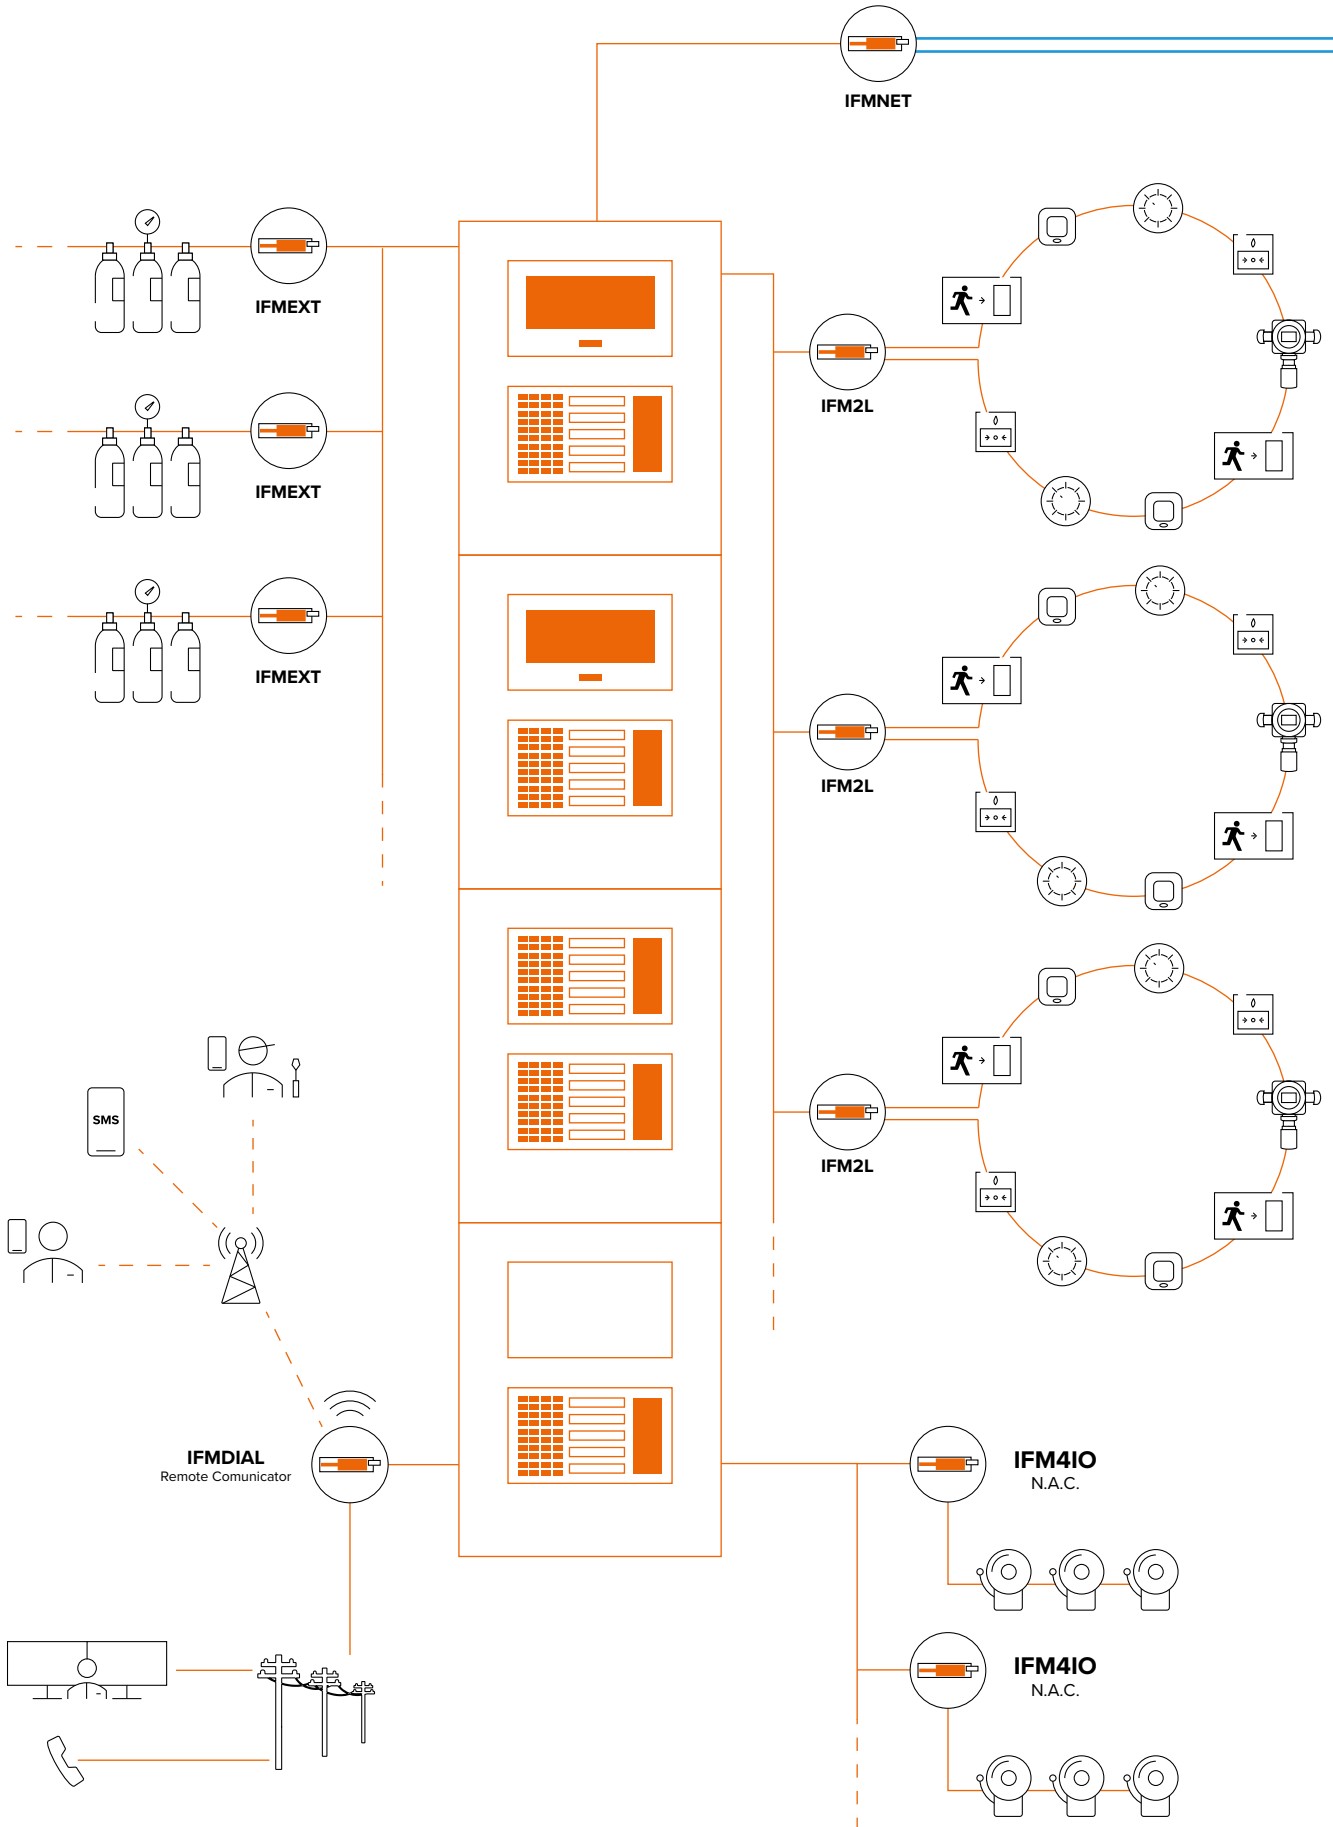 IFMNET
IFMEXT
IFM2L
IFMEXT
IFMEXT
IFM2L
SMS
IFM2L
IFMDIAL
Remote Comunicator
IFM4IO
N.A.C.
IFM4IO
N.A.C.